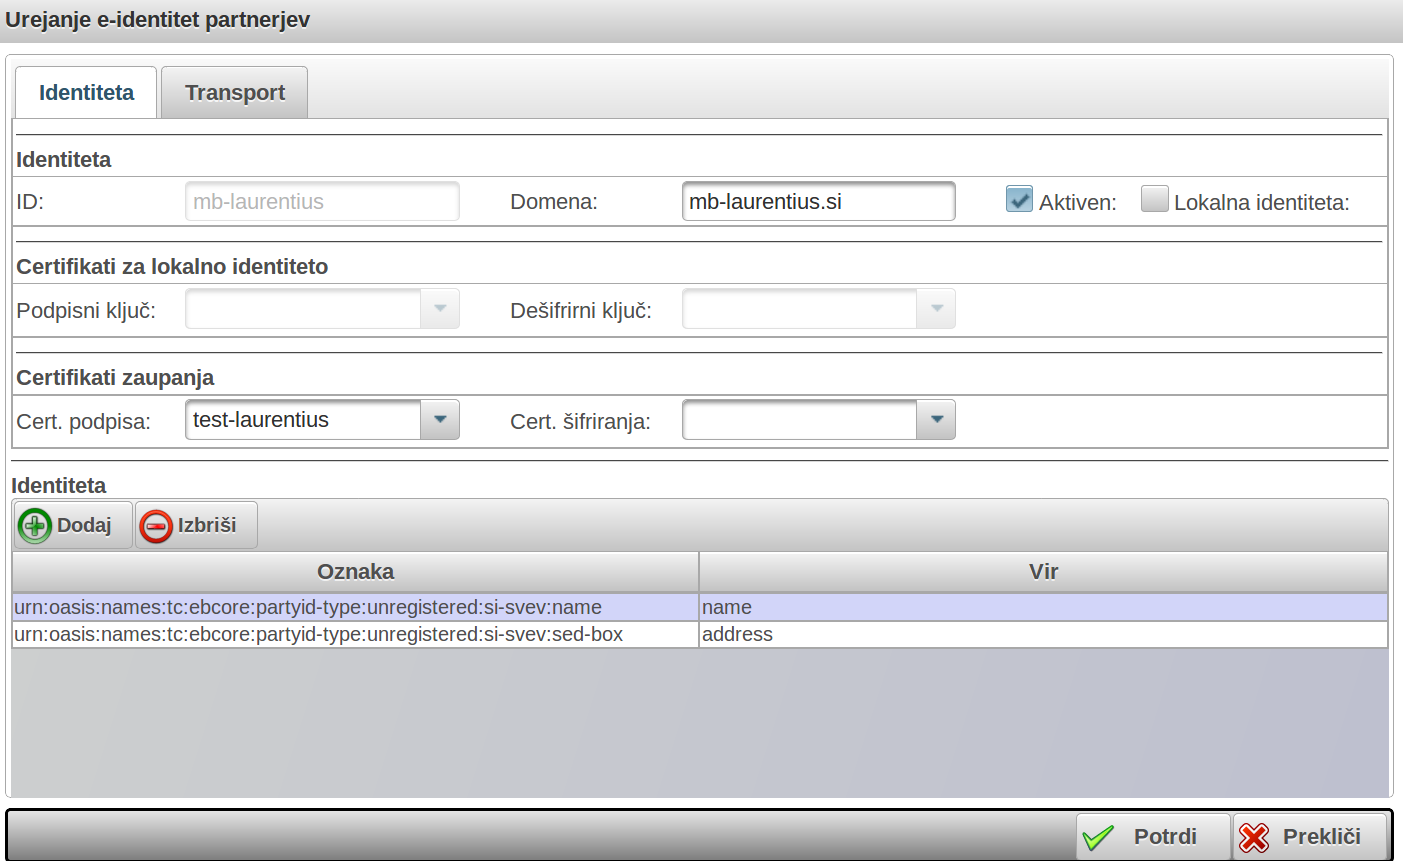 Urejanje e-identitet partnerjev
Identiteta Transport
Identiteta
ID: mb-laurentius Domena: mb-laurentius.si Aktiven: Lokalna identiteta:
Certifikati za lokalno identiteto
Podpisni ključ: Dešifrirni ključ:
Certifikati zaupanja
Cert. podpisa: test-laurentius Cert. šifriranja:
Identiteta
Dodaj Izbriši
Oznaka Vir
urn:oasis:names:tc:ebcore:partyid-type:unregistered:si-svev:name name
urn:oasis:names:tc:ebcore:partyid-type:unregistered:si-svev:sed-box address
Potrdi Prekliči